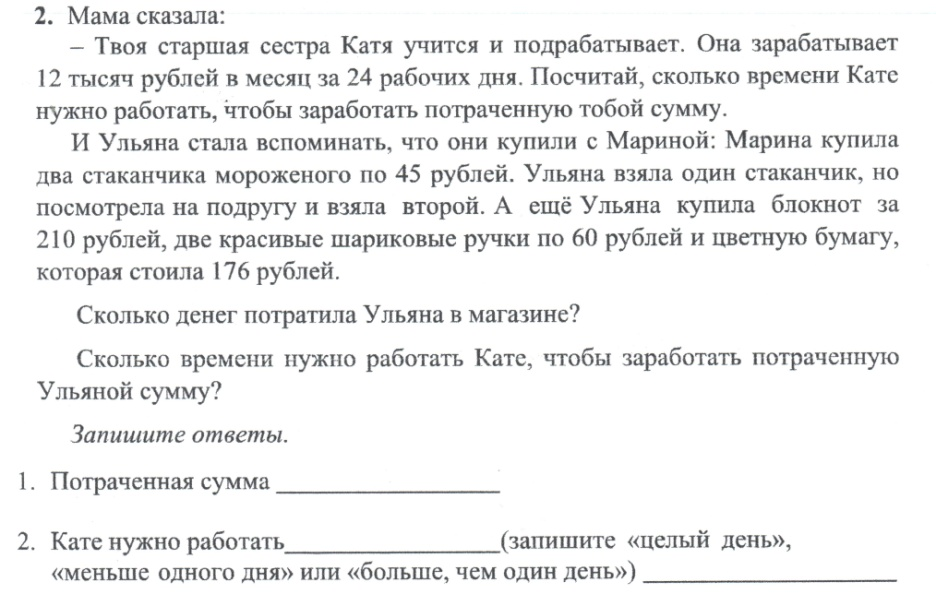 2. Мама сказала:
– Твоя старшая сестра Катя учится и подрабатывает. Она зарабатывает
12 тысяч рублей в месяц за 24 рабочих дня. Посчитай, сколько времени Кате
нужно работать, чтобы заработать потраченную тобой сумму.
И Ульяна стала вспоминать, что они купили с Мариной: Марина купила
два стаканчика мороженого по 45 рублей. Ульяна взяла один стаканчик, но
посмотрела на подругу и взяла второй. А ещё Ульяна купила блокнот за
210 рублей, две красивые шариковые ручки по 60 рублей и цветную бумагу,
которая стоила 176 рублей.
Сколько денег потратила Ульяна в магазине?
Сколько времени нужно работать Кате, чтобы заработать потраченную
Ульяной сумму?
Запишите ответы.
1. Потраченная сумма ___________________
2. Кате нужно работать___________________(запишите «целый день»,
«меньше одного дня» или «больше, чем один день») ______________________